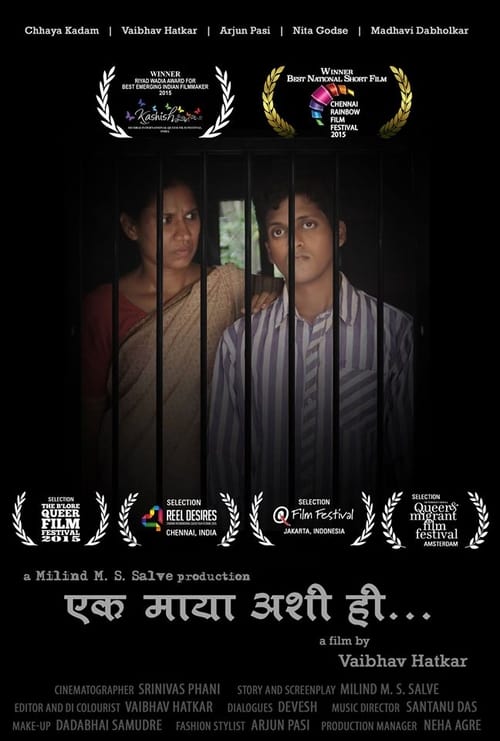 Chhaya Kadam | Vaibhav Hatkar | Arjun Pasi | Nita Godse | Madhavi Dabholkar
WINNER
RIYAD WADIA AWARD FOR
BEST EMERGING INDIAN FILMMAKER
2015
Kashish
MUMBAI INTERNATIONAL QUEER FILM FESTIVAL
WINNER
BEST NATIONAL SHORT FILM
CHENNAI
RAINBOW
FILM
FESTIVAL
2015
SELECTION
THE B'LORE
QUEER
FILM
FESTIVAL
2015
SELECTION
REEL DESIRES
CHENNAI, INDIA
SELECTION
Q Film Festival
JAKARTA, INDONESIA
SELECTION
Queer&
migrant
film
festival
AMSTERDAM
a Milind M. S. Salve production
एक माया अशी ही...
a film by
Vaibhav Hatkar
CINEMATOGRAPHER SRINIVAS PHANI STORY AND SCREENPLAY MILIND M. S. SALVE
EDITOR AND DI COLOURIST VAIBHAV HATKAR DIALOGUES DEVESH MUSIC DIRECTOR SANTANU DAS
MAKE-UP DADABHAI SAMUDRE FASHION STYLIST ARJUN PASI PRODUCTION MANAGER NEHA AGRE